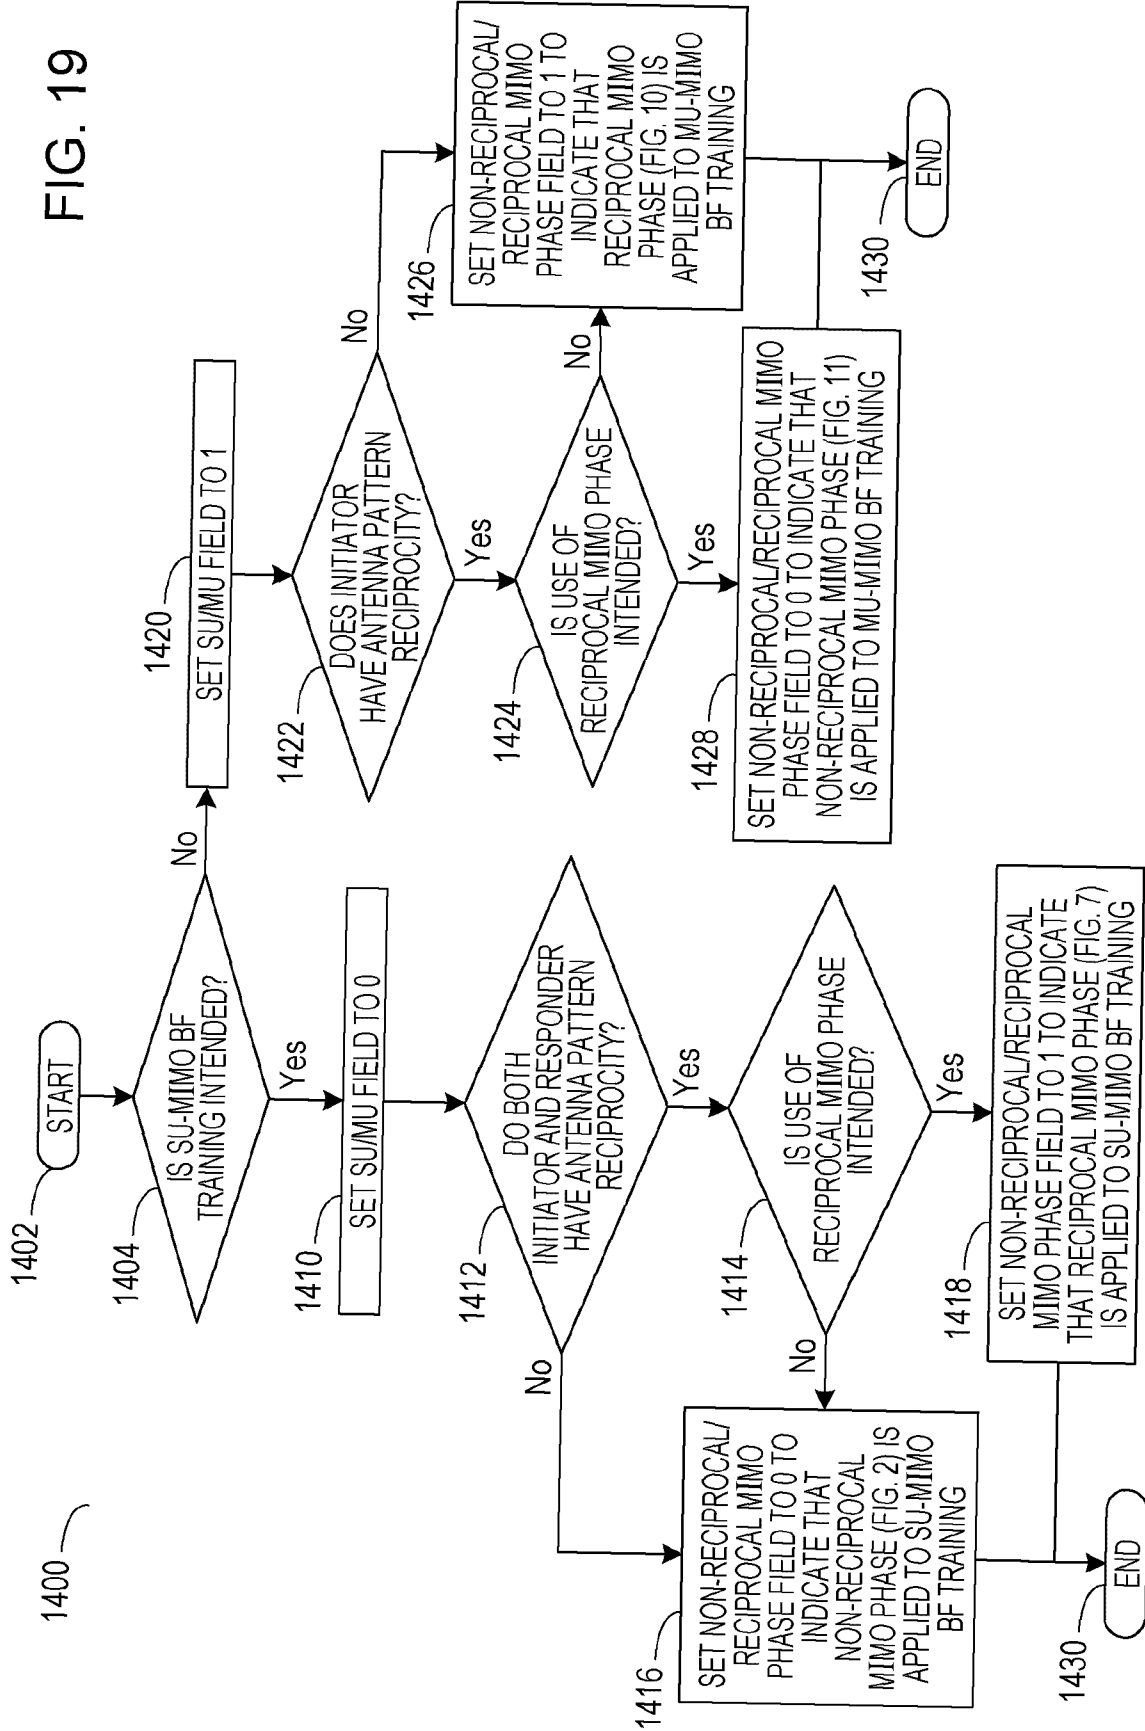 FIG. 19
1400
1402
START
1404
IS SU-MIMO BF
TRAINING INTENDED?
No
Yes
1410
SET SU/MU FIELD TO 0
1412
DO BOTH
INITIATOR AND RESPONDER
HAVE ANTENNA PATTERN
RECIPROCITY?
No
Yes
1414
IS USE OF
RECIPROCAL MIMO PHASE
INTENDED?
No
Yes
1416
SET NON-RECIPROCAL/
RECIPROCAL MIMO
PHASE FIELD TO 0 TO
INDICATE THAT
NON-RECIPROCAL
MIMO PHASE (FIG. 2) IS
APPLIED TO SU-MIMO
BF TRAINING
1418
SET NON-RECIPROCAL/RECIPROCAL
MIMO PHASE FIELD TO 1 TO INDICATE
THAT RECIPROCAL MIMO PHASE (FIG. 7)
IS APPLIED TO SU-MIMO BF TRAINING
1430
END
1420
SET SU/MU FIELD TO 1
1422
DOES INITIATOR
HAVE ANTENNA PATTERN
RECIPROCITY?
No
Yes
1424
IS USE OF
RECIPROCAL MIMO PHASE
INTENDED?
No
Yes
1426
SET NON-RECIPROCAL/
RECIPROCAL MIMO
PHASE FIELD TO 1 TO
INDICATE THAT
RECIPROCAL MIMO
PHASE (FIG. 10) IS
APPLIED TO MU-MIMO
BF TRAINING
1428
SET NON-RECIPROCAL/RECIPROCAL MIMO
PHASE FIELD TO 0 TO INDICATE THAT
NON-RECIPROCAL MIMO PHASE (FIG. 11)
IS APPLIED TO MU-MIMO BF TRAINING
1430
END